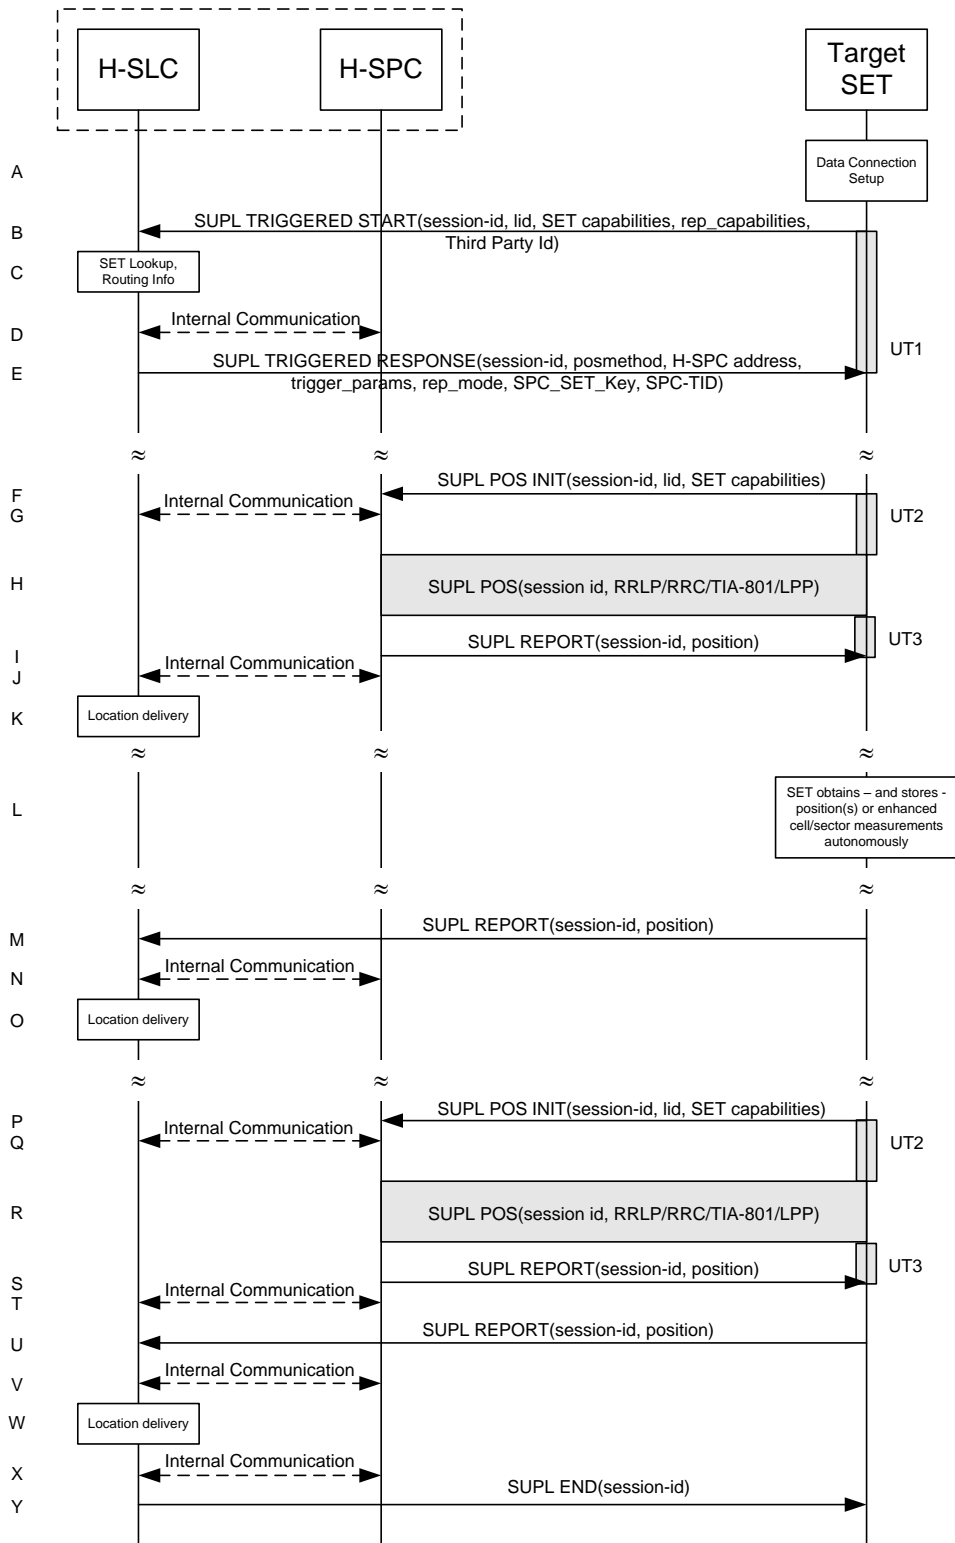 H-SLC
H-SPC
Target
SET
A
Data Connection
Setup
B
SUPL TRIGGERED START(session-id, lid, SET capabilities, rep_capabilities,
Third Party Id)
C
SET Lookup,
Routing Info
D
Internal Communication
UT1
E
SUPL TRIGGERED RESPONSE(session-id, posmethod, H-SPC address,
trigger_params, rep_mode, SPC_SET_Key, SPC-TID)
≈ ≈ ≈
F
SUPL POS INIT(session-id, lid, SET capabilities)
G
Internal Communication
UT2
H
SUPL POS(session id, RRLP/RRC/TIA-801/LPP)
I
SUPL REPORT(session-id, position)
UT3
J
Internal Communication
K
Location delivery
≈ ≈ ≈
L
SET obtains – and stores -
position(s) or enhanced
cell/sector measurements
autonomously
≈ ≈ ≈
M
SUPL REPORT(session-id, position)
N
Internal Communication
O
Location delivery
≈ ≈ ≈
P
SUPL POS INIT(session-id, lid, SET capabilities)
Q
Internal Communication
UT2
R
SUPL POS(session id, RRLP/RRC/TIA-801/LPP)
S
SUPL REPORT(session-id, position)
UT3
T
Internal Communication
U
SUPL REPORT(session-id, position)
V
Internal Communication
W
Location delivery
X
Internal Communication
Y
SUPL END(session-id)